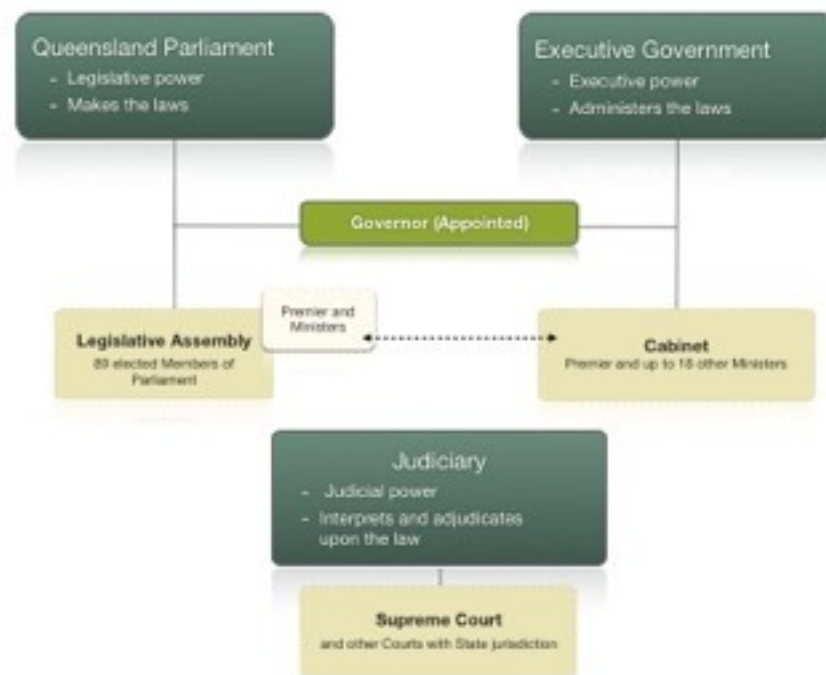 Queensland Parliament
- Legislative power
- Makes the laws
Executive Government
- Executive power
- Administers the laws
Governor (Appointed)
Premier and
Ministers
Legislative Assembly
89 elected Members of
Parliament
Cabinet
Premier and up to 18 other Ministers
Judiciary
- Judicial power
- Interprets and adjudicates
upon the law
Supreme Court
and other Courts with State jurisdiction